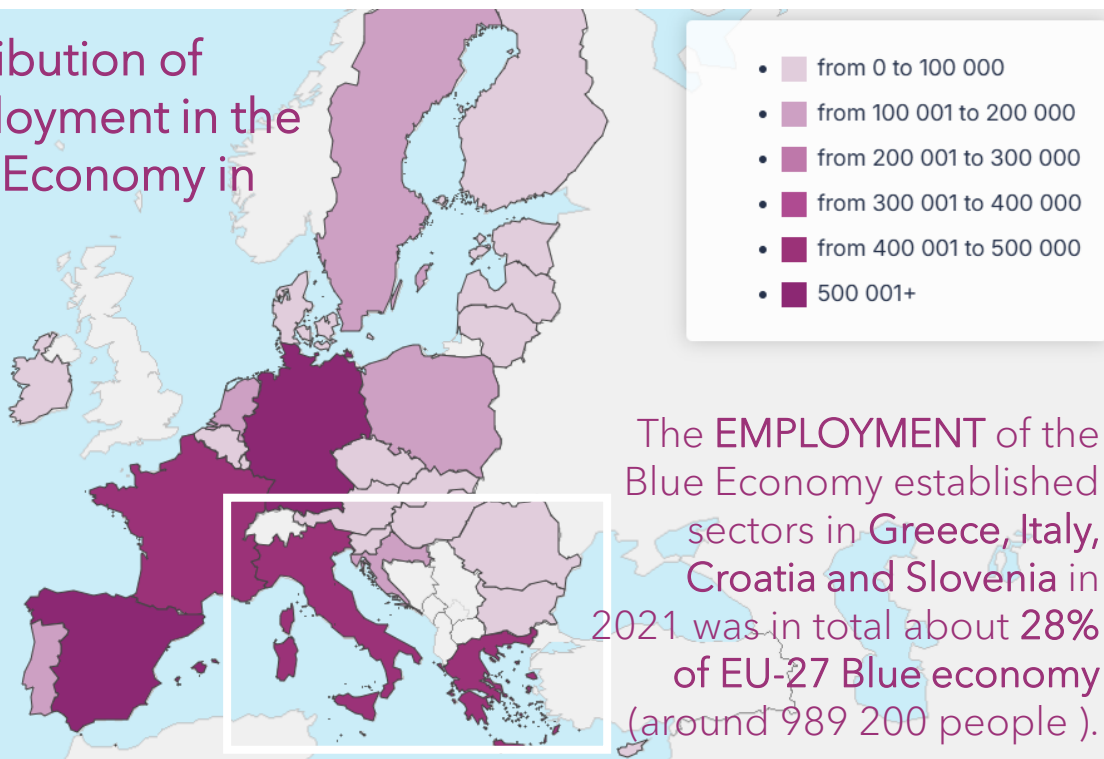 ibution of
loyment in the
Economy in
from 0 to 100 000
from 100 001 to 200 000
from 200 001 to 300 000
from 300 001 to 400 000
from 400 001 to 500 000
500 001+
The EMPLOYMENT of the
Blue Economy established
sectors in Greece, Italy,
Croatia and Slovenia in
2021 was in total about 28%
of EU-27 Blue economy
(around 989 200 people ).